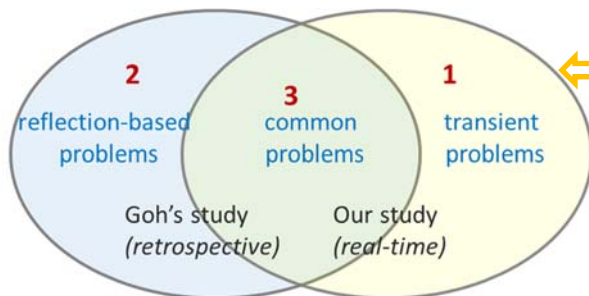 2
3
1
reflection-based problems
common problems
transient problems
Goh's study
(retrospective)
Our study
(real-time)